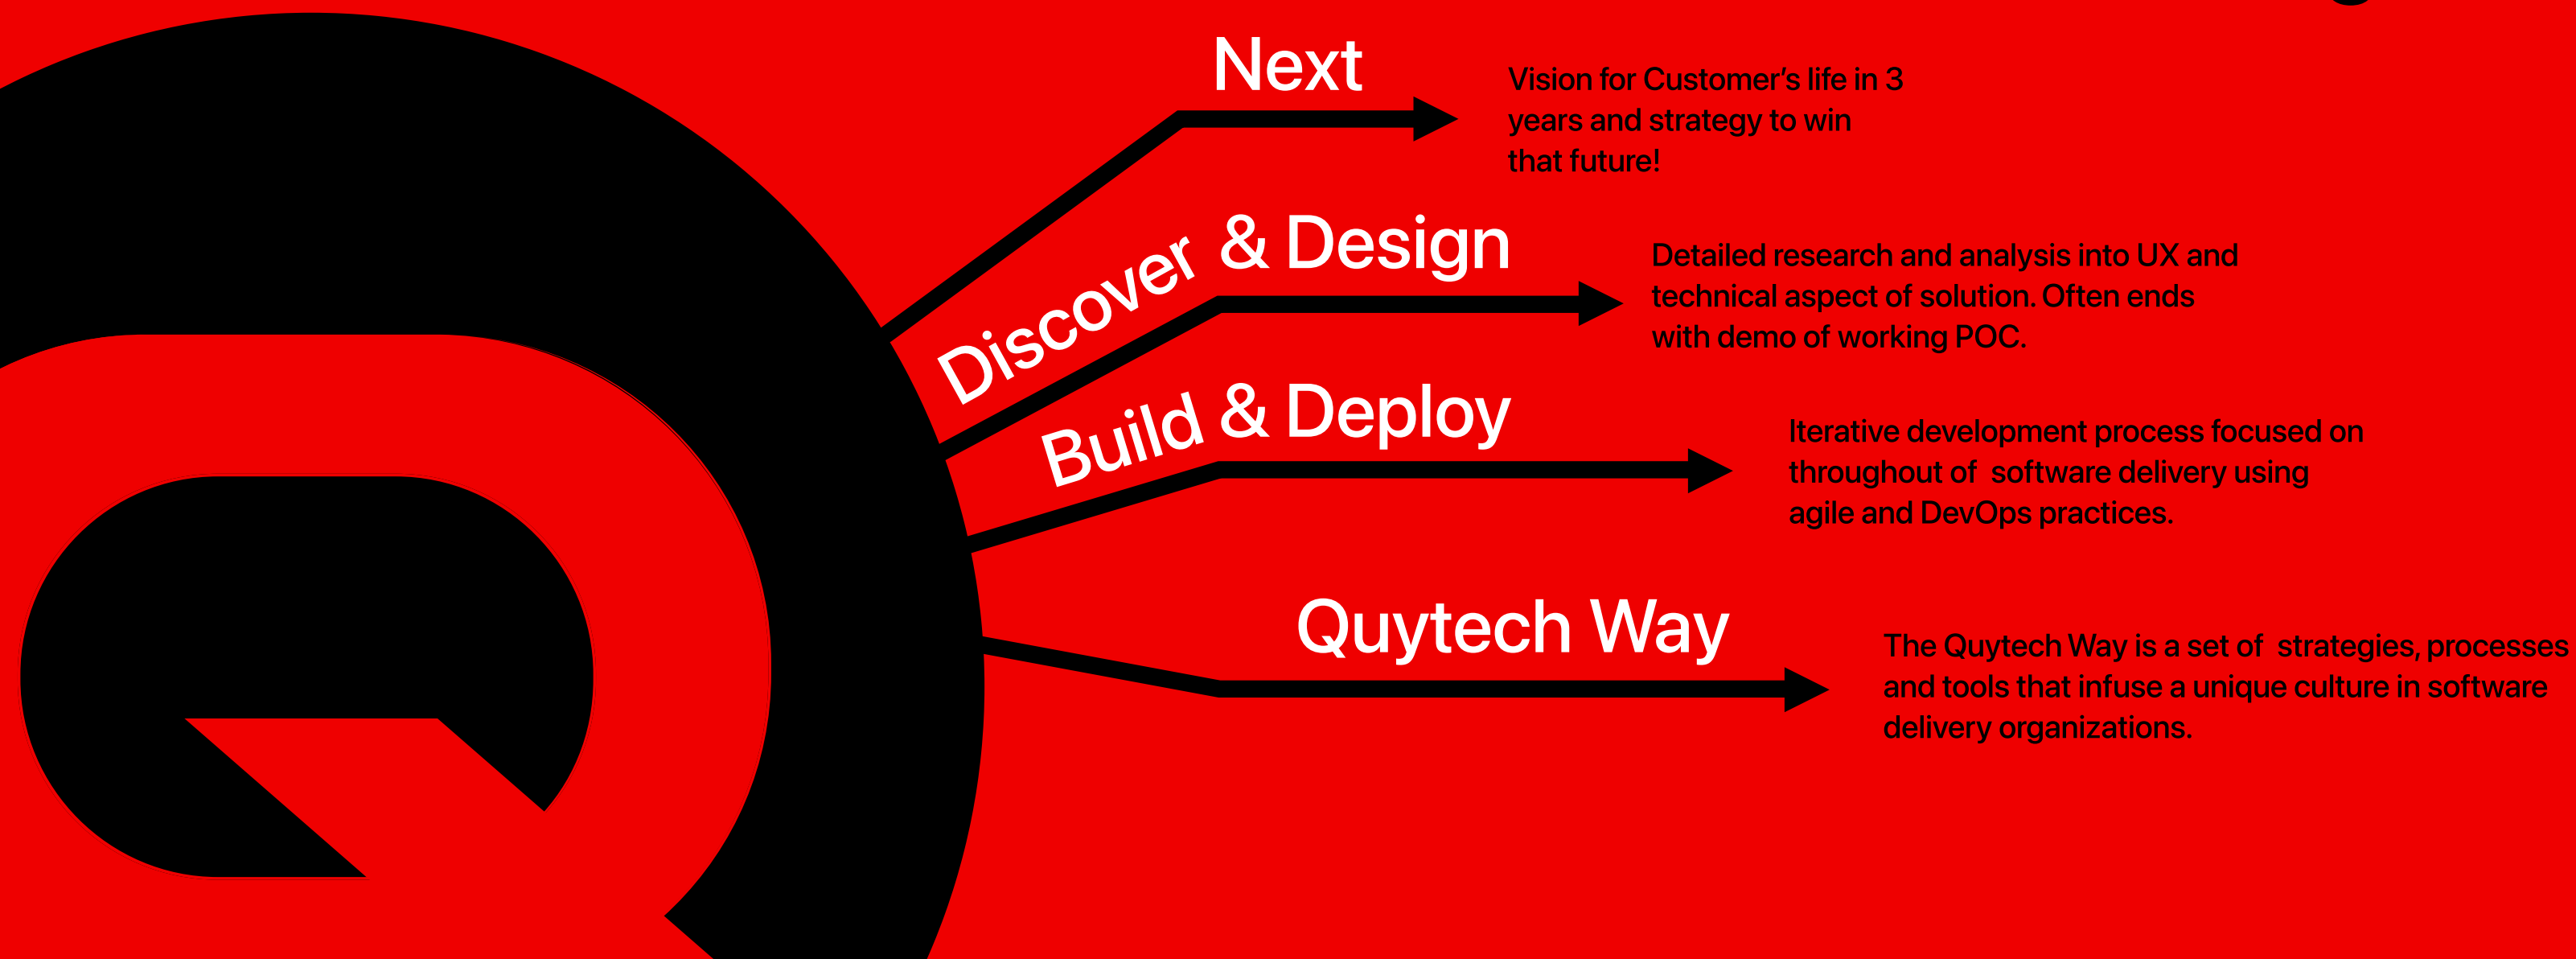 Next
Vision for Customer’s life in 3
years and strategy to win
that future!
Discover & Design
Detailed research and analysis into UX and
technical aspect of solution. Often ends
with demo of working POC.
Build & Deploy
Iterative development process focused on
throughout of  software delivery using
agile and DevOps practices.
Quytech Way
The Quytech Way is a set of  strategies, processes
and tools that infuse a unique culture in software
delivery organizations.